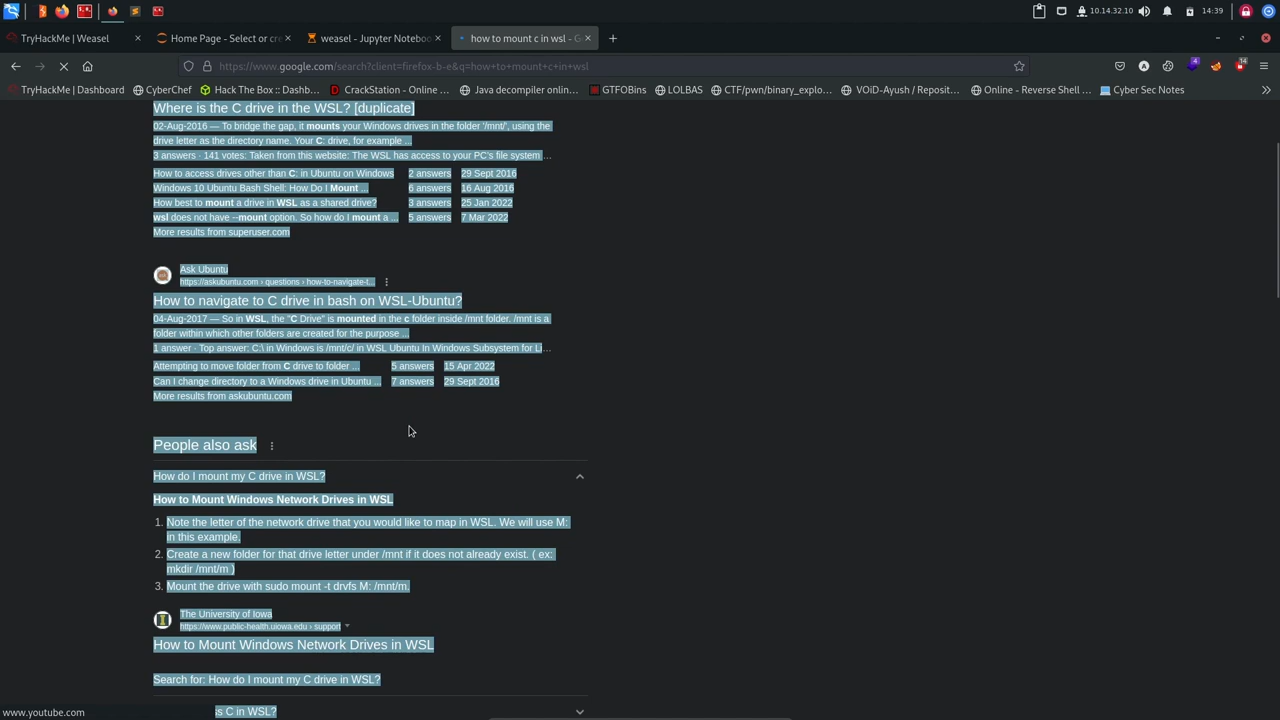 10.14.32.10
14:39
TryHackMe | Weasel
Home Page - Select or cre
weasel - Jupyter Notebook
how to mount c in wsl - G
https://www.google.com/search?client=firefox-b-e&q=how+to+mount+c+in+wsl
4
14
TryHackMe | Dashboard
CyberChef
Hack The Box :: Dashb...
CrackStation - Online ...
Java decompiler online...
GTFOBins
LOLBAS
CTF/pwn/binary_explo...
VOiD-Ayush / Reposit...
Online - Reverse Shell ...
Cyber Sec Notes
Where is the C drive in the WSL? [duplicate]
02-Aug-2016 — To bridge the gap, it mounts your Windows drives in the folder '/mnt/', using the
drive letter as the directory name. Your C: drive, for example ...
3 answers · 141 votes: Taken from this website: The WSL has access to your PC's file system ...
How to access drives other than C: in Ubuntu on Windows 2 answers 29 Sept 2016
Windows 10 Ubuntu Bash Shell: How Do I Mount ... 6 answers 16 Aug 2016
How best to mount a drive in WSL as a shared drive? 3 answers 25 Jan 2022
wsl does not have --mount option. So how do I mount a ... 5 answers 7 Mar 2022
More results from superuser.com
Ask Ubuntu
https://askubuntu.com › questions › how-to-navigate-t...
How to navigate to C drive in bash on WSL-Ubuntu?
04-Aug-2017 — So in WSL, the "C Drive" is mounted in the c folder inside /mnt folder. /mnt is a
folder within which other folders are created for the purpose ...
1 answer · Top answer: C:\ in Windows is /mnt/c/ in WSL Ubuntu In Windows Subsystem for Li...
Attempting to move folder from C drive to folder ... 5 answers 15 Apr 2022
Can I change directory to a Windows drive in Ubuntu ... 7 answers 29 Sept 2016
More results from askubuntu.com
People also ask
How do I mount my C drive in WSL?
How to Mount Windows Network Drives in WSL
1. Note the letter of the network drive that you would like to map in WSL. We will use M:
in this example.
2. Create a new folder for that drive letter under /mnt if it does not already exist. ( ex:
mkdir /mnt/m )
3. Mount the drive with sudo mount -t drvfs M: /mnt/m.
The University of Iowa
https://www.public-health.uiowa.edu › support
How to Mount Windows Network Drives in WSL
Search for: How do I mount my C drive in WSL?
www.youtube.com
is C in WSL?